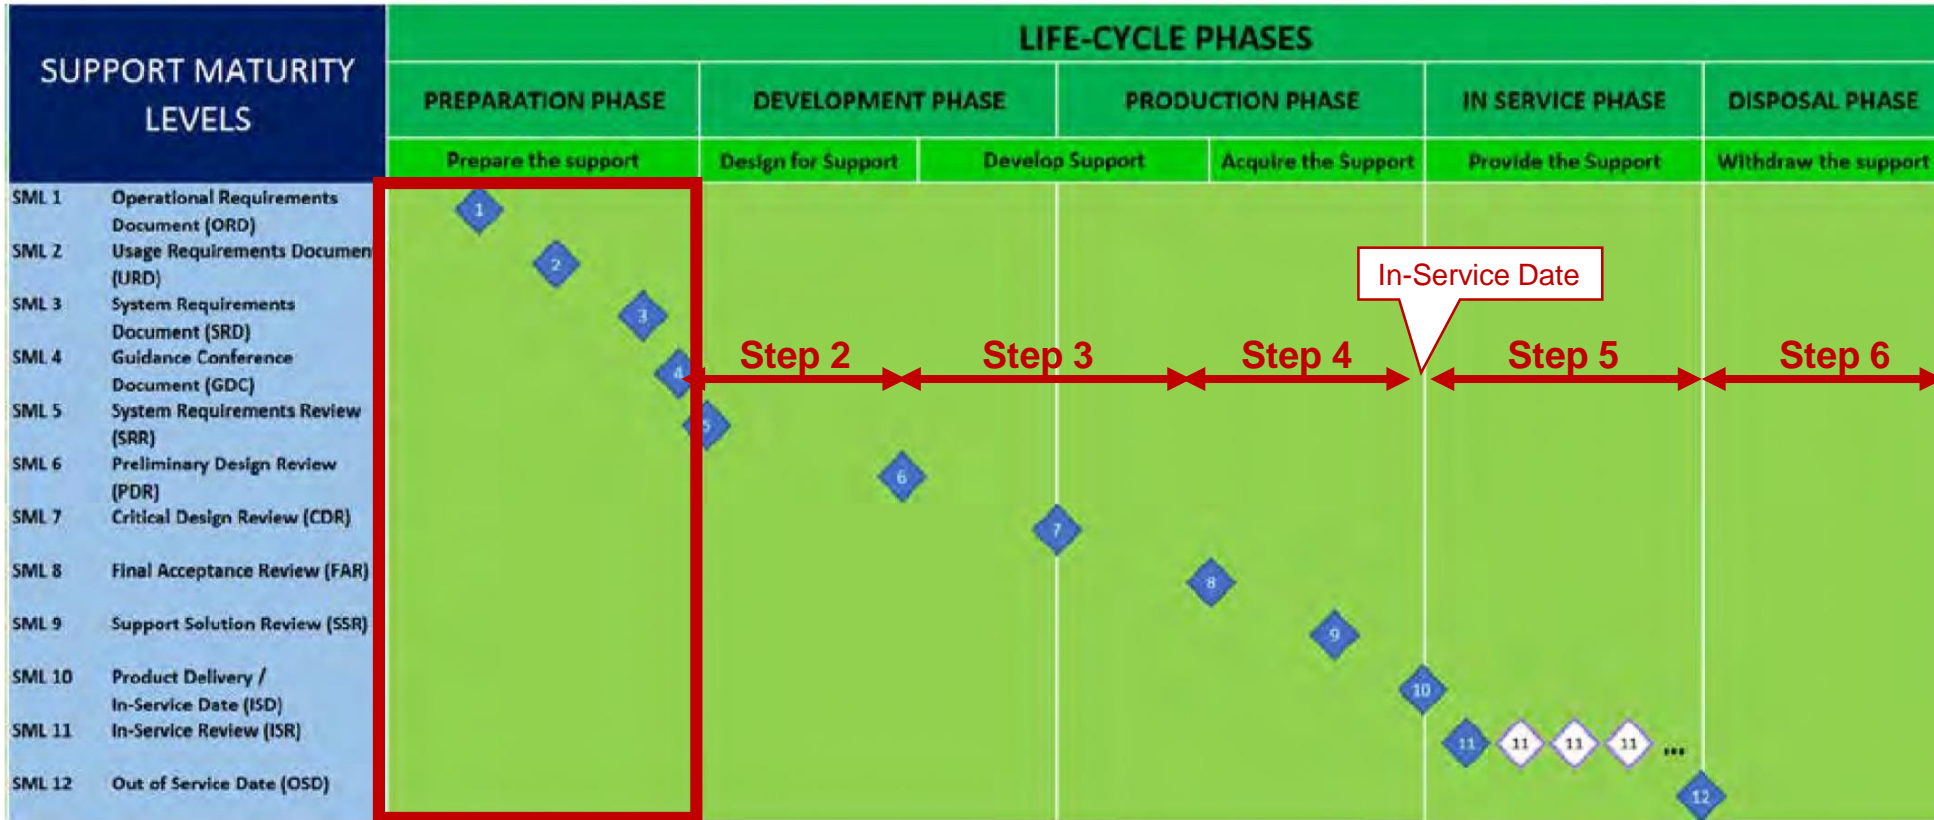 SUPPORT MATURITY
LEVELS
LIFE-CYCLE PHASES
PREPARATION PHASE
DEVELOPMENT PHASE
PRODUCTION PHASE
IN SERVICE PHASE
DISPOSAL PHASE
Prepare the support
Design for Support
Develop Support
Acquire the Support
Provide the Support
Withdraw the support
SML 1 Operational Requirements
Document (ORD)
1
SML 2 Usage Requirements Documen
(URD)
2
SML 3 System Requirements
Document (SRD)
3
In-Service Date
SML 4 Guidance Conference
Document (GDC)
4
Step 2
Step 3
Step 4
Step 5
Step 6
SML 5 System Requirements Review
(SRR)
5
SML 6 Preliminary Design Review
(PDR)
6
SML 7 Critical Design Review (CDR)
7
SML 8 Final Acceptance Review (FAR)
8
SML 9 Support Solution Review (SSR)
9
SML 10 Product Delivery /
In-Service Date (ISD)
10
SML 11 In-Service Review (ISR)
11 11 11 11 ...
SML 12 Out of Service Date (OSD)
12